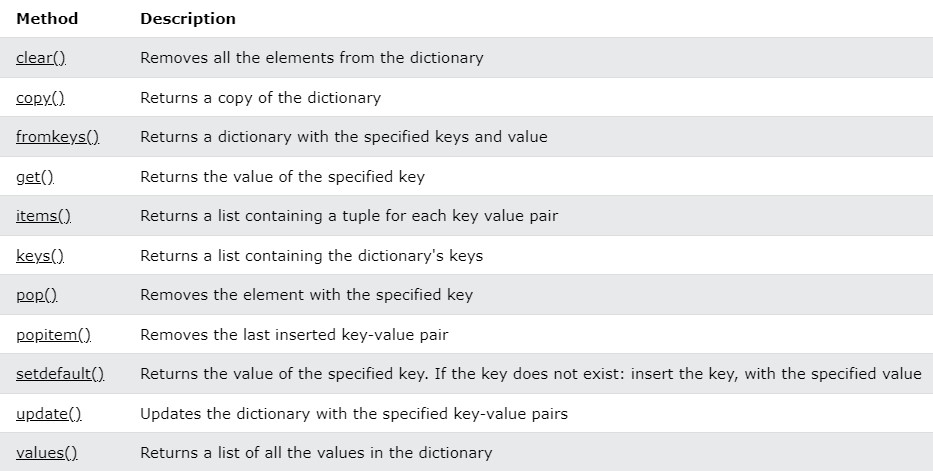 Method Description
clear() Removes all the elements from the dictionary
copy() Returns a copy of the dictionary
fromkeys() Returns a dictionary with the specified keys and value
get() Returns the value of the specified key
items() Returns a list containing a tuple for each key value pair
keys() Returns a list containing the dictionary's keys
pop() Removes the element with the specified key
popitem() Removes the last inserted key-value pair
setdefault() Returns the value of the specified key. If the key does not exist: insert the key, with the specified value
update() Updates the dictionary with the specified key-value pairs
values() Returns a list of all the values in the dictionary